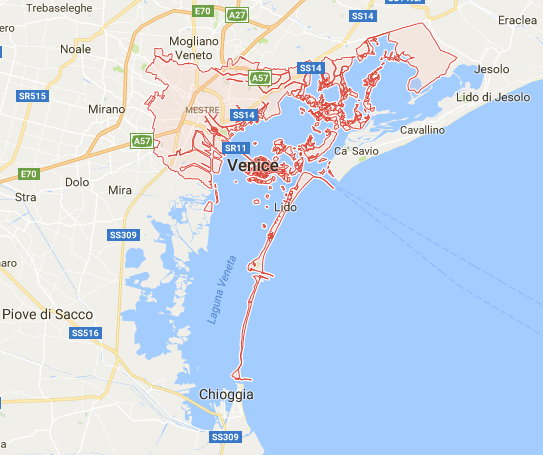 Trebaseleghe
E70
A27
SS14
Eraclea
Noale
Mogliano
Veneto
SS14
Jesolo
A57
SR515
Mirano
MESTRE
SS14
Lido di Jesolo
Cavallino
A57
SR11
Ca' Savio
Venice
E70
Dolo
Mira
Stra
Lido
SS309
Laguna Veneta
Piove di Sacco
SS516
Chioggia
SS309